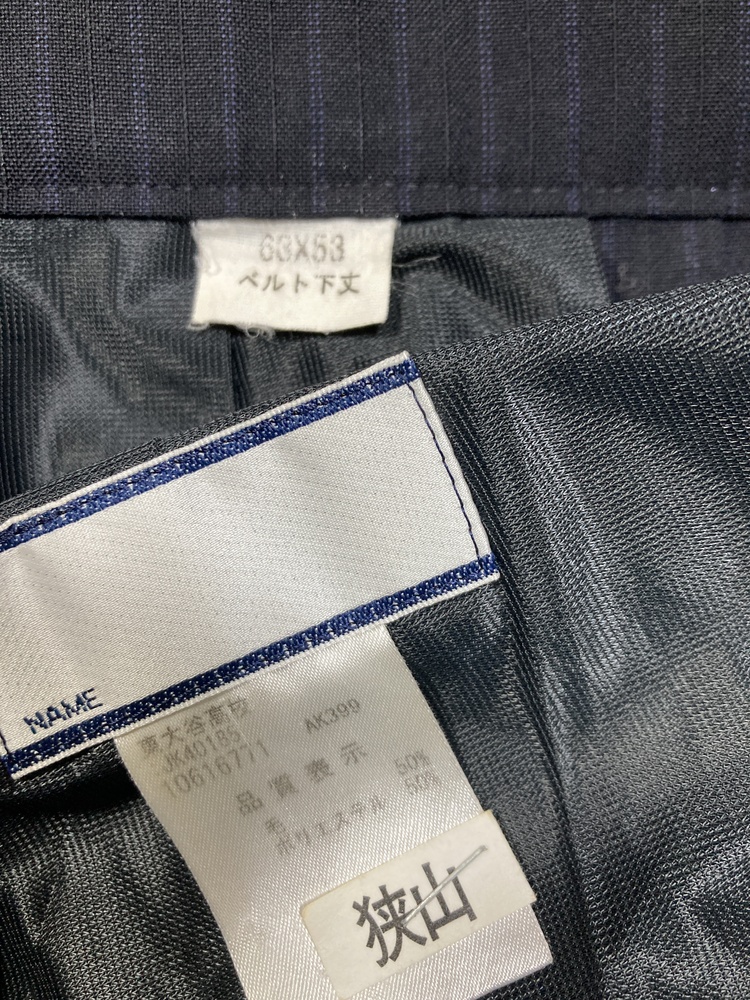 63X53
ベルト下丈
NAME
東大谷高校
JK40185 AK399
10616771
品質表示
毛 50%
ポリエステル 50%
狭山